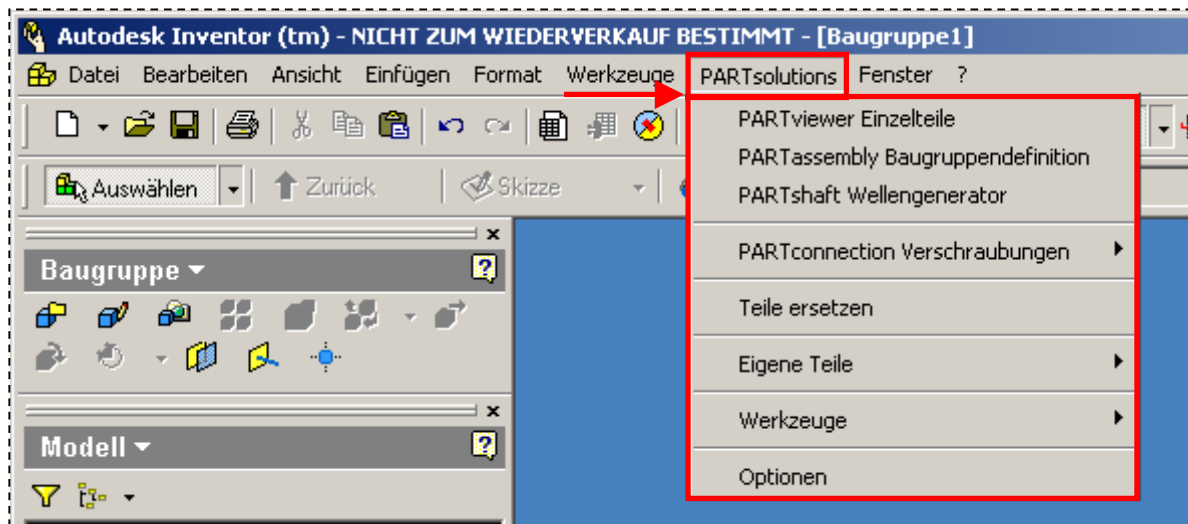 Autodesk Inventor (tm) - NICHT ZUM WIEDERVERKAUF BESTIMMT - [Baugruppe1]
Datei Bearbeiten Ansicht Einfügen Format Werkzeuge PARTsolutions Fenster ?
PARTviewer Einzelteile
PARTassembly Baugruppendefinition
PARTshaft Wellengenerator
PARTconnection Verschraubungen
Teile ersetzen
Eigene Teile
Werkzeuge
Optionen
Auswählen Zurück Skizze
Baugruppe
Modell